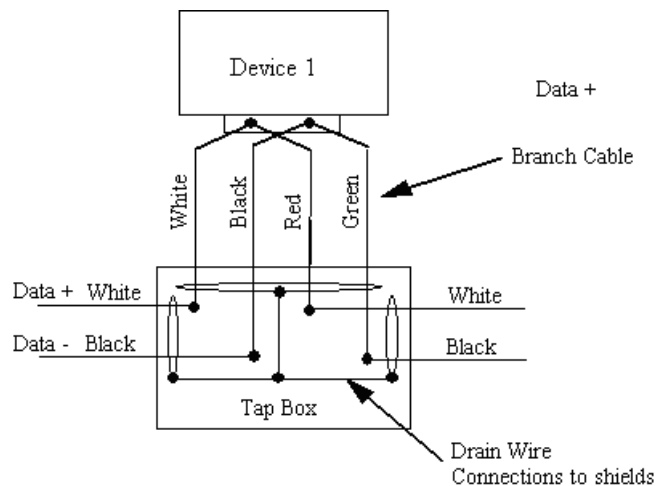 Device 1
Data +
Branch Cable
White
Black
Red
Green
Data + White
White
Data - Black
Black
Tap Box
Drain Wire
Connections to shields